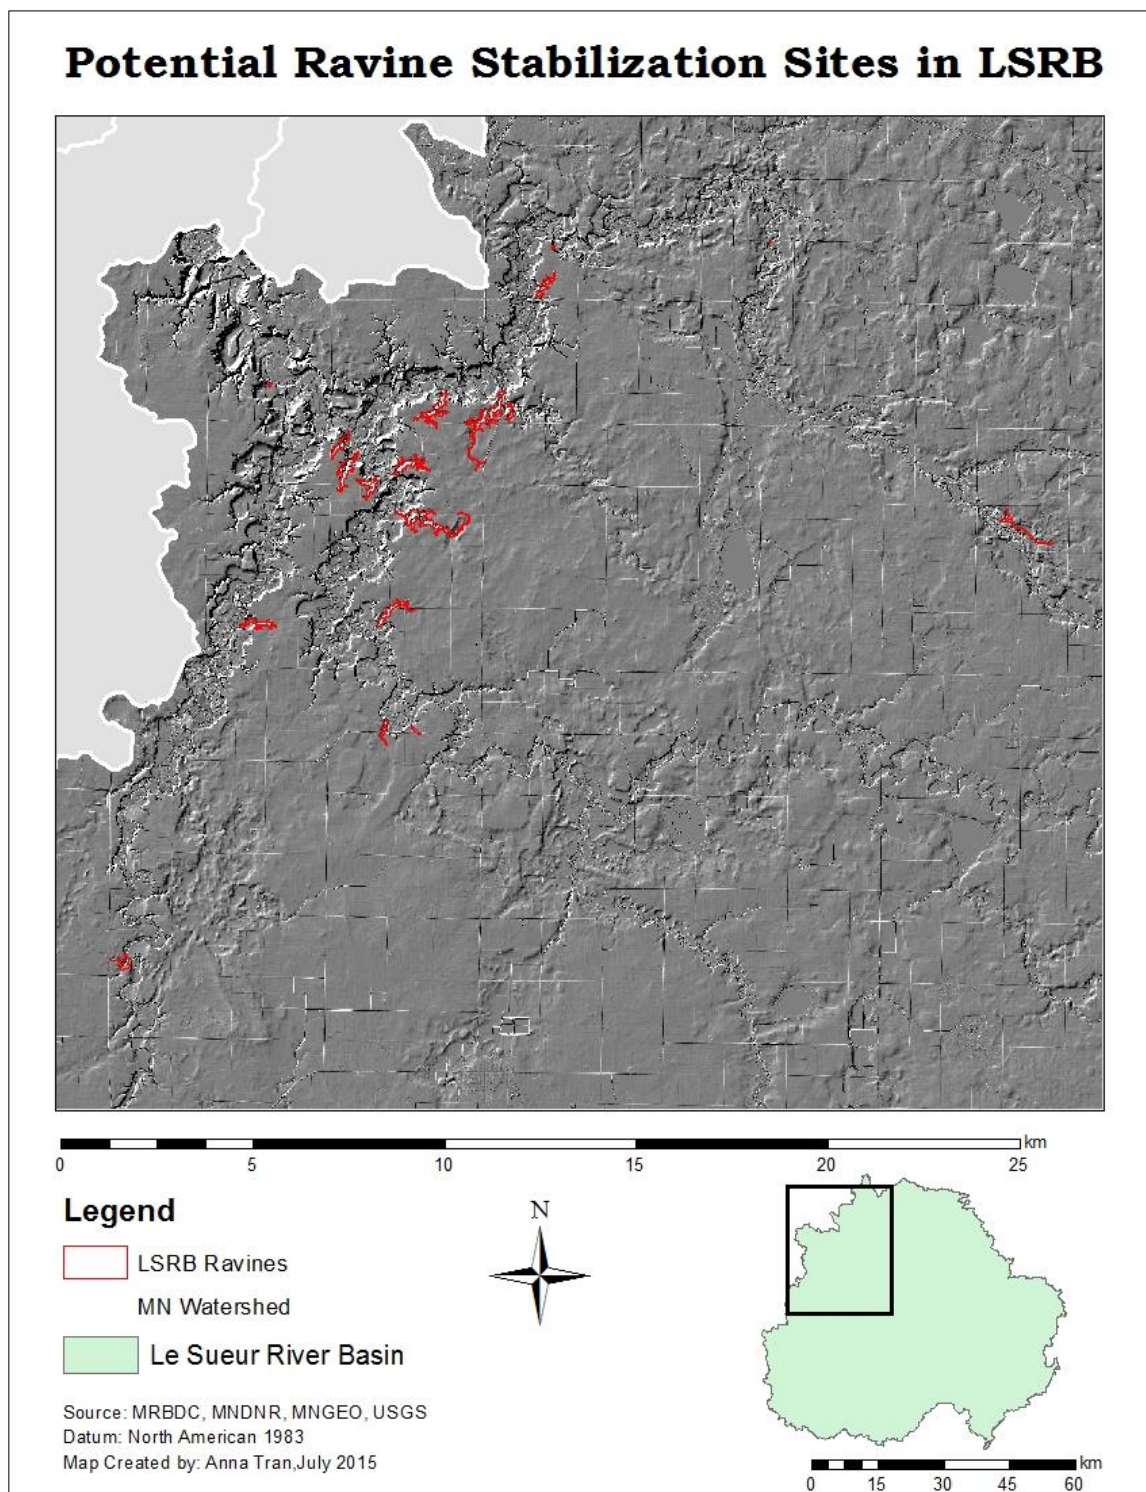 Potential Ravine Stabilization Sites in LSRB
km
0 5 10 15 20 25
Legend
LSRB Ravines
MN Watershed
Le Sueur River Basin
Source: MRBDC, MNDNR, MNGEO, USGS
Datum: North American 1983
Map Created by: Anna Tran,July 2015
N
km
0 15 30 45 60